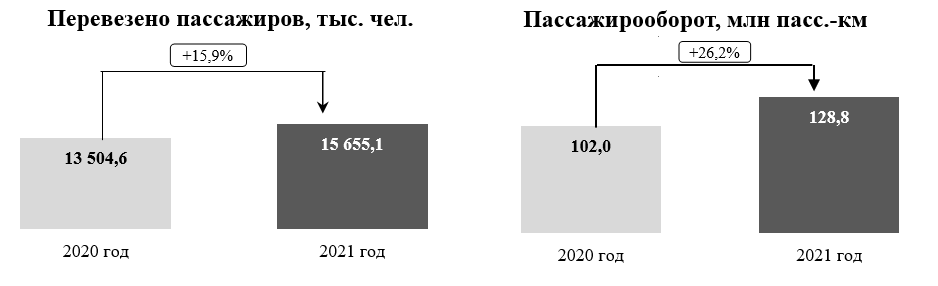 Перевезено пассажиров, тыс. чел.
+15,9%
13 504,6
15 655,1
2020 год
2021 год
Пассажирооборот, млн пасс.-км
+26,2%
102,0
128,8
2020 год
2021 год